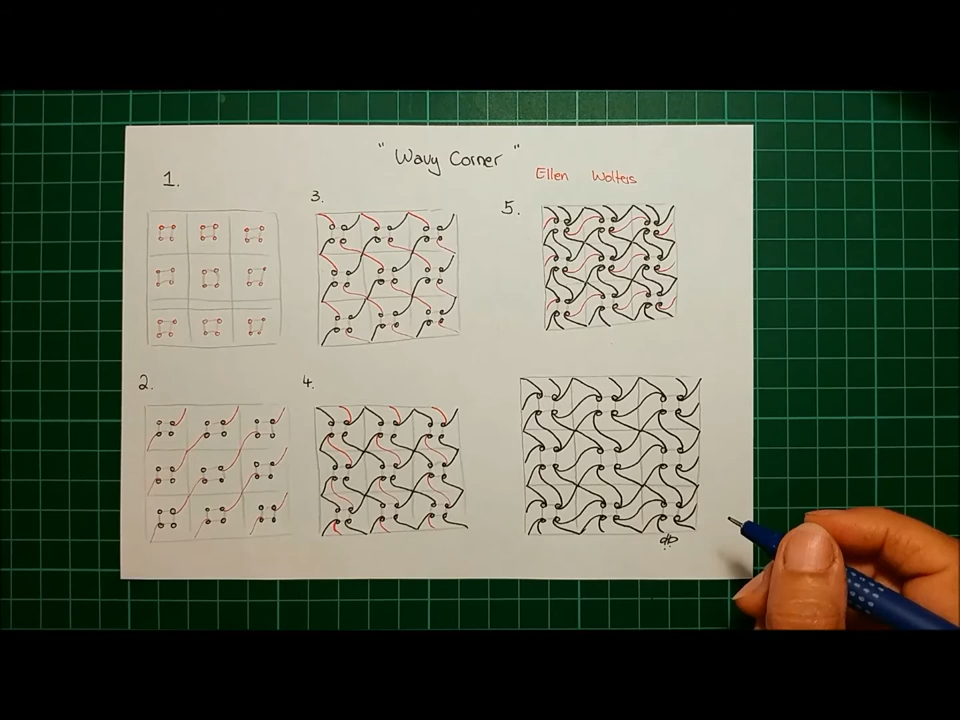 " Wavy Corner "
Ellen Wolters
1.
3.
5.
2.
4.